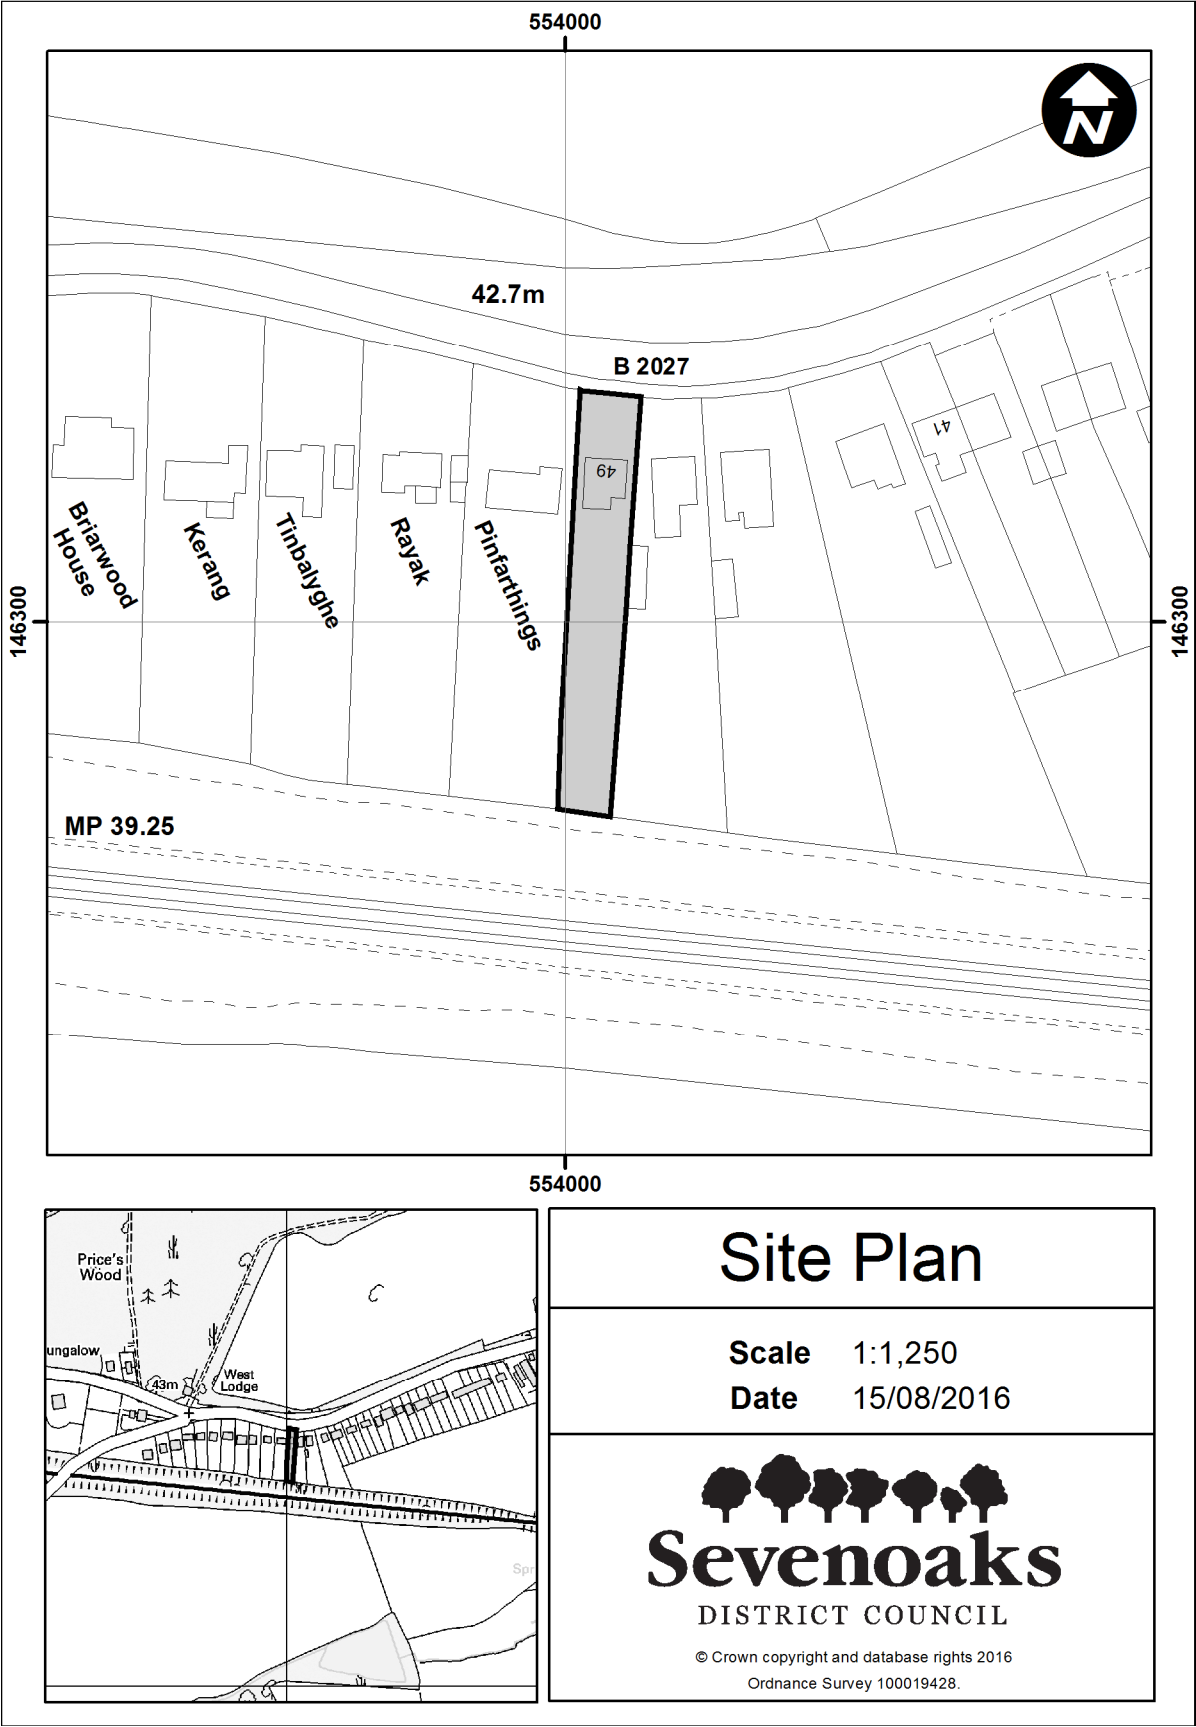 554000
N
42.7m
B 2027
41
49
Briarwood
House
Kerang
Tinbalyghe
Rayak
Pinfarthings
146300
146300
MP 39.25
554000
Price's
Wood
ungalow
43m
West
Lodge
Spr
Site Plan
Scale 1:1,250
Date 15/08/2016
Sevenoaks
DISTRICT COUNCIL
© Crown copyright and database rights 2016
Ordnance Survey 100019428.